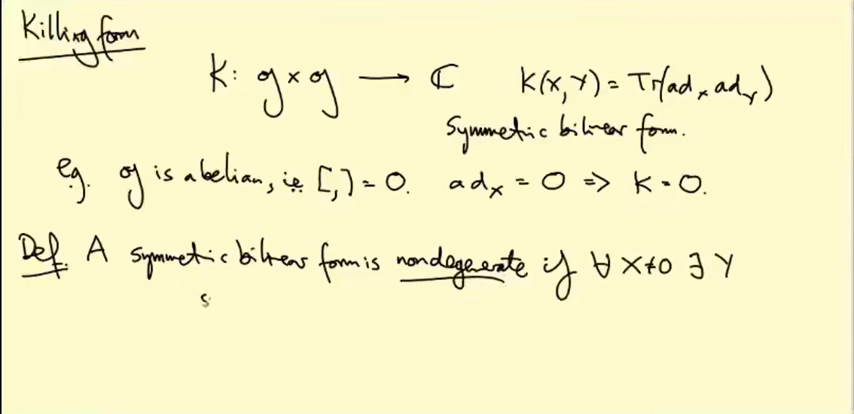 Killing form
K: 𝔤 × 𝔤 ⟶ ℂ K(X, Y) = Tr(ad_X ad_Y)
Symmetric bilinear form.
e.g. 𝔤 is abelian, i.e. [,] = 0. ad_X = 0 ⇒ K = 0.
Def. A symmetric bilinear form is nondegenerate if ∀ X≠0 ∃ Y
s